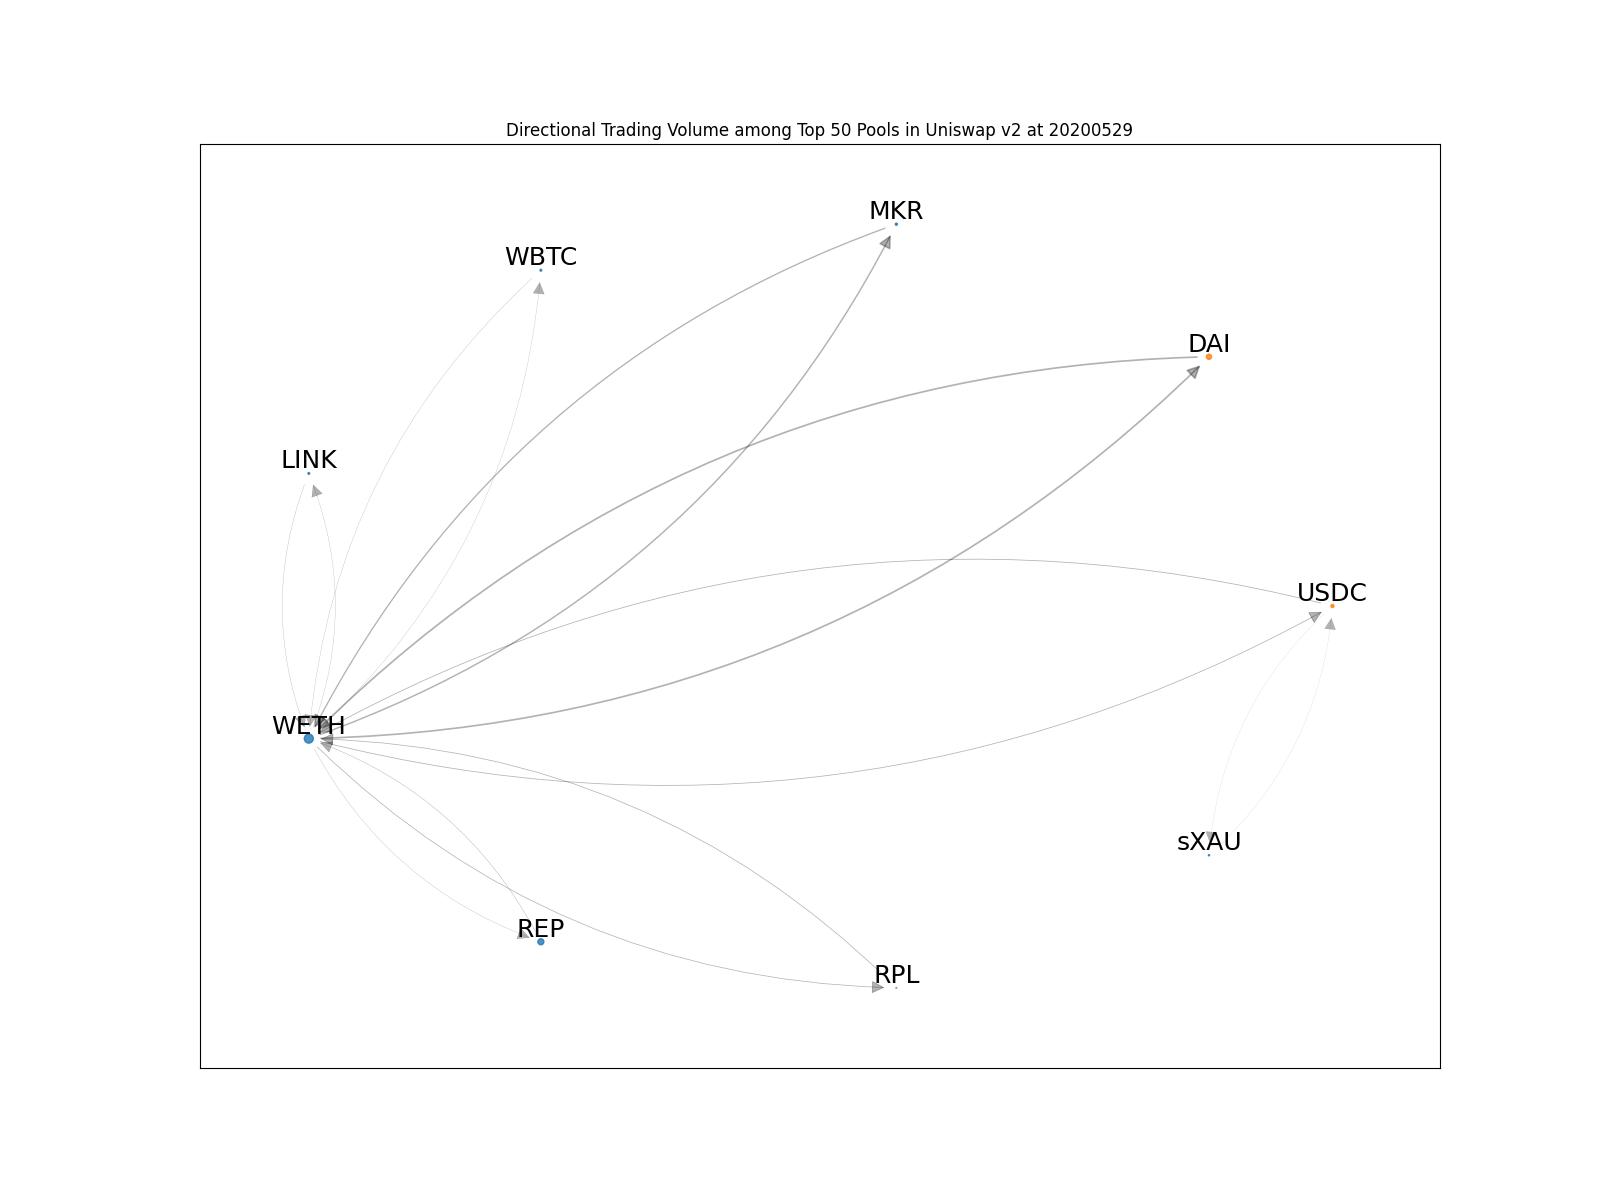 Directional Trading Volume among Top 50 Pools in Uniswap v2 at 20200529
MKR
WBTC
DAI
LINK
USDC
WETH
sXAU
REP
RPL